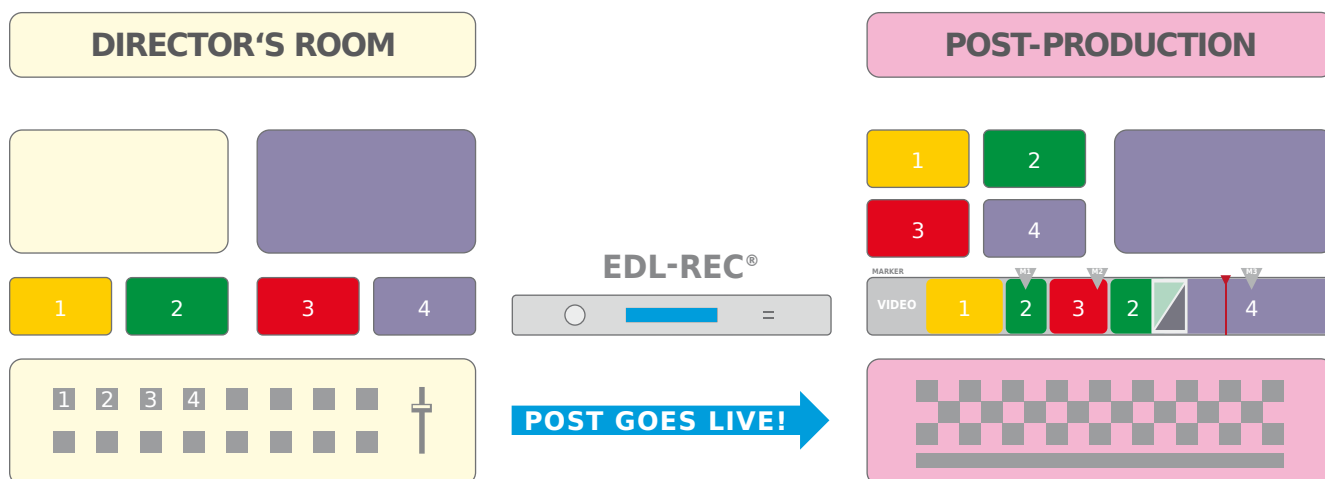 DIRECTOR‘S ROOM
POST-PRODUCTION
1 2 3 4
1 2 3 4
EDL-REC®
=
POST GOES LIVE!
1 2
3 4
MARKER M1 M2 M3
VIDEO 1 2 3 2 4